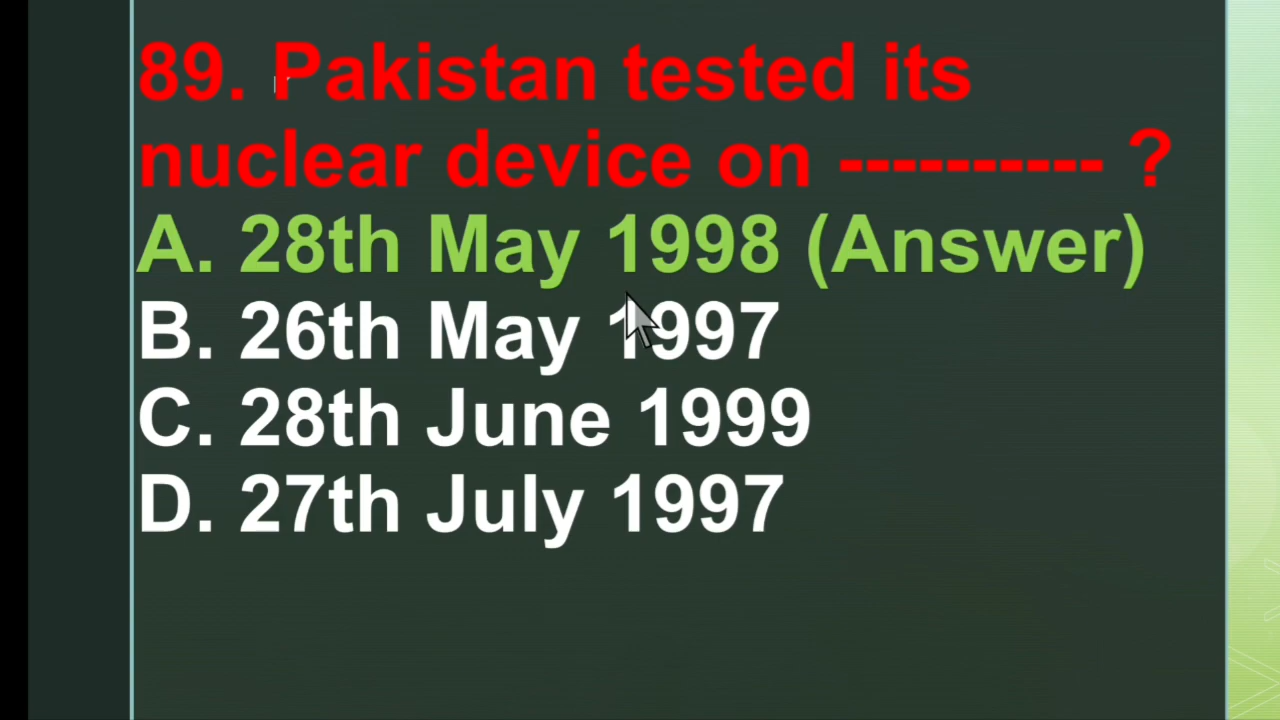 89. Pakistan tested its
nuclear device on ---------- ?
A. 28th May 1998 (Answer)
B. 26th May 1997
C. 28th June 1999
D. 27th July 1997